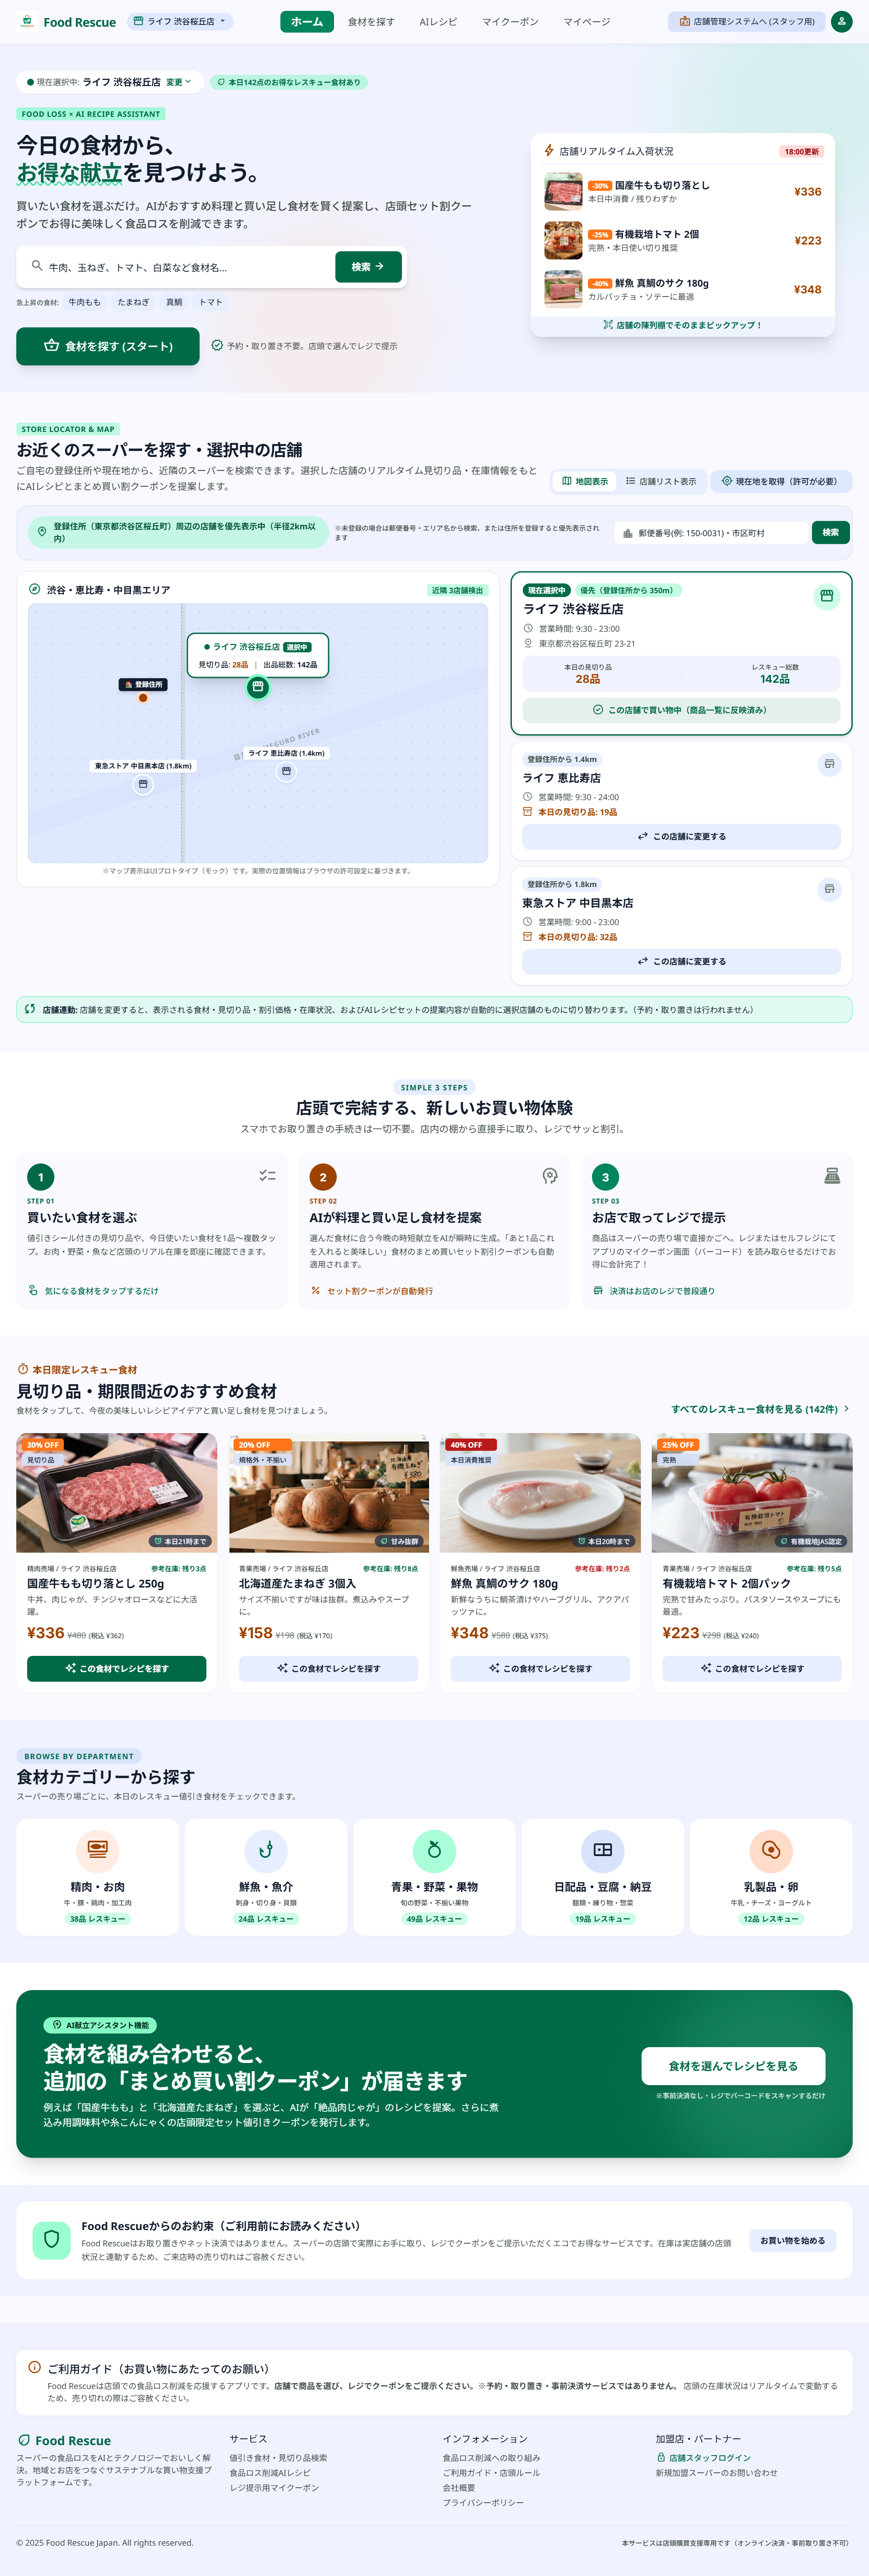 Food Rescue
ライフ 渋谷桜丘店
ホーム
食材を探す
AIレシピ
マイクーポン
マイページ
店舗管理システムへ (スタッフ用)
現在選択中: ライフ 渋谷桜丘店 変更
本日142点のお得なレスキュー食材あり
FOOD LOSS × AI RECIPE ASSISTANT
今日の食材から、
お得な献立を見つけよう。
買いたい食材を選ぶだけ。AIがおすすめ料理と買い足し食材を賢く提案し、店頭セット割クー
ポンでお得に美味しく食品ロスを削減できます。
牛肉、玉ねぎ、トマト、白菜など食材名...
検索
急上昇の食材:
牛肉もも
たまねぎ
真鯛
トマト
食材を探す (スタート)
予約・取り置き不要。店頭で選んでレジで提示
店舗リアルタイム入荷状況
18:00更新
-30% 国産牛もも切り落とし
本日中消費 / 残りわずか
¥336
-25% 有機栽培トマト 2個
完熟・本日使い切り推奨
¥223
-40% 鮮魚 真鯛のサク 180g
カルパッチョ・ソテーに最適
¥348
店舗の陳列棚でそのままピックアップ！
STORE LOCATOR & MAP
お近くのスーパーを探す・選択中の店舗
ご自宅の登録住所や現在地から、近隣のスーパーを検索できます。選択した店舗のリアルタイム見切り品・在庫情報をもと
にAIレシピとまとめ買い割クーポンを提案します。
地図表示
店舗リスト表示
現在地を取得（許可が必要）
登録住所（東京都渋谷区桜丘町）周辺の店舗を優先表示中（半径2km以
内）
※未登録の場合は郵便番号・エリア名から検索、または住所を登録すると優先表示され
ます
郵便番号(例: 150-0031)・市区町村
検索
渋谷・恵比寿・中目黒エリア
近隣 3店舗検出
ライフ 渋谷桜丘店 選択中
見切り品: 28品 | 出品総数: 142品
登録住所
MEGURO RIVER
ライフ 恵比寿店 (1.4km)
東急ストア 中目黒本店 (1.8km)
※マップ表示はUIプロトタイプ（モック）です。実際の位置情報はブラウザの許可設定に基づきます。
現在選択中
優先（登録住所から 350m）
ライフ 渋谷桜丘店
営業時間: 9:30 - 23:00
東京都渋谷区桜丘町 23-21
本日の見切り品
28品
レスキュー総数
142品
この店舗で買い物中（商品一覧に反映済み）
登録住所から 1.4km
ライフ 恵比寿店
営業時間: 9:30 - 24:00
本日の見切り品: 19品
この店舗に変更する
登録住所から 1.8km
東急ストア 中目黒本店
営業時間: 9:00 - 23:00
本日の見切り品: 32品
この店舗に変更する
店舗連動: 店舗を変更すると、表示される食材・見切り品・割引価格・在庫状況、およびAIレシピセットの提案内容が自動的に選択店舗のものに切り替わります。（予約・取り置きは行われません）
SIMPLE 3 STEPS
店頭で完結する、新しいお買い物体験
スマホでお取り置きの手続きは一切不要。店内の棚から直接手に取り、レジでサッと割引。
1
STEP 01
買いたい食材を選ぶ
値引きシール付きの見切り品や、今日使いたい食材を1品〜複数タッ
プ。お肉・野菜・魚など店頭のリアル在庫を即座に確認できます。
気になる食材をタップするだけ
2
STEP 02
AIが料理と買い足し食材を提案
選んだ食材に合う今晩の時短献立をAIが瞬時に生成。「あと1品これ
を入れると美味しい」食材のまとめ買いセット割引クーポンも自動
適用されます。
セット割クーポンが自動発行
3
STEP 03
お店で取ってレジで提示
商品はスーパーの売り場で直接かごへ。レジまたはセルフレジにて
アプリのマイクーポン画面（バーコード）を読み取らせるだけでお
得に会計完了！
決済はお店のレジで普段通り
本日限定レスキュー食材
見切り品・期限間近のおすすめ食材
食材をタップして、今夜の美味しいレシピアイデアと買い足し食材を見つけましょう。
すべてのレスキュー食材を見る (142件)
30% OFF
見切り品
本日21時まで
精肉売場 / ライフ 渋谷桜丘店
参考在庫: 残り3点
国産牛もも切り落とし 250g
牛丼、肉じゃが、チンジャオロースなどに大活
躍。
¥336 ¥480 (税込 ¥362)
この食材でレシピを探す
20% OFF
規格外・不揃い
甘み抜群
青果売場 / ライフ 渋谷桜丘店
参考在庫: 残り8点
北海道産たまねぎ 3個入
サイズ不揃いですが味は抜群。煮込みやスープ
に。
¥158 ¥198 (税込 ¥170)
この食材でレシピを探す
40% OFF
本日消費推奨
本日20時まで
鮮魚売場 / ライフ 渋谷桜丘店
参考在庫: 残り2点
鮮魚 真鯛のサク 180g
新鮮なうちに鯛茶漬けやハーブグリル、アクアパ
ッツァに。
¥348 ¥580 (税込 ¥375)
この食材でレシピを探す
25% OFF
完熟
有機栽培トマト
有機栽培JAS認定
青果売場 / ライフ 渋谷桜丘店
参考在庫: 残り5点
有機栽培トマト 2個パック
完熟で甘みたっぷり。パスタソースやスープにも
最適。
¥223 ¥298 (税込 ¥240)
この食材でレシピを探す
BROWSE BY DEPARTMENT
食材カテゴリーから探す
スーパーの売り場ごとに、本日のレスキュー値引き食材をチェックできます。
精肉・お肉
牛・豚・鶏肉・加工肉
38品 レスキュー
鮮魚・魚介
刺身・切り身・貝類
24品 レスキュー
青果・野菜・果物
旬の野菜・不揃い果物
49品 レスキュー
日配品・豆腐・納豆
麺類・練り物・惣菜
19品 レスキュー
乳製品・卵
牛乳・チーズ・ヨーグルト
12品 レスキュー
AI献立アシスタント機能
食材を組み合わせると、
追加の「まとめ買い割クーポン」が届きます
例えば「国産牛もも」と「北海道産たまねぎ」を選ぶと、AIが「絶品肉じゃが」のレシピを提案。さらに煮
込み用調味料や糸こんにゃくの店頭限定セット値引きクーポンを発行します。
食材を選んでレシピを見る
※事前決済なし・レジでバーコードをスキャンするだけ
Food Rescueからのお約束（ご利用前にお読みください）
Food Rescueはお取り置きやネット決済ではありません。スーパーの店頭で実際にお手に取り、レジでクーポンをご提示いただくエコでお得なサービスです。在庫は実店舗の店頭
状況と連動するため、ご来店時の売り切れはご容赦ください。
お買い物を始める
ご利用ガイド（お買い物にあたってのお願い）
Food Rescueは店頭での食品ロス削減を応援するアプリです。店舗で商品を選び、レジでクーポンをご提示ください。※予約・取り置き・事前決済サービスではありません。 店頭の在庫状況はリアルタイムで変動する
ため、売り切れの際はご容赦ください。
Food Rescue
スーパーの食品ロスをAIとテクノロジーでおいしく解
決。地域とお店をつなぐサステナブルな買い物支援プ
ラットフォームです。
サービス
値引き食材・見切り品検索
食品ロス削減AIレシピ
レジ提示用マイクーポン
インフォメーション
食品ロス削減への取り組み
ご利用ガイド・店頭ルール
会社概要
プライバシーポリシー
加盟店・パートナー
店舗スタッフログイン
新規加盟スーパーのお問い合わせ
© 2025 Food Rescue Japan. All rights reserved.
本サービスは店頭購買支援専用です（オンライン決済・事前取り置き不可）